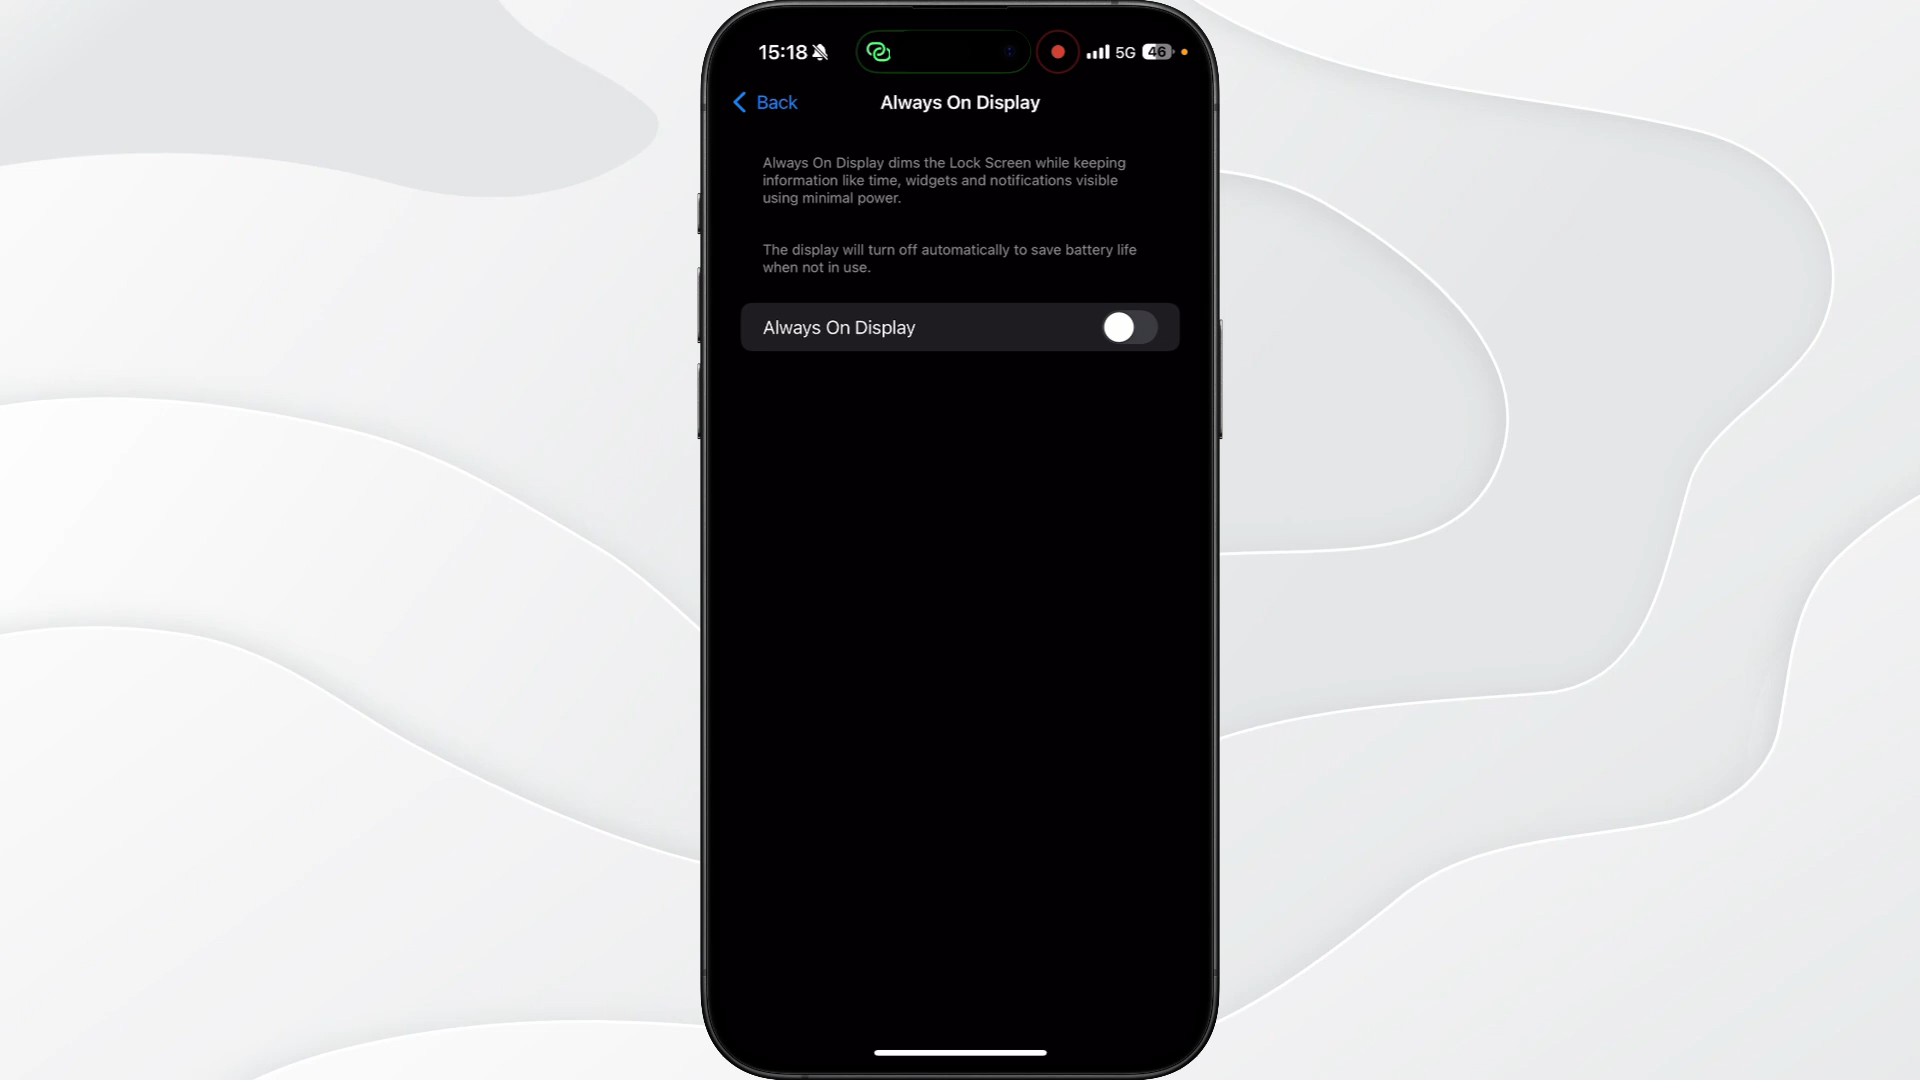 15:18 5G 46
Back Always On Display
Always On Display dims the Lock Screen while keeping
information like time, widgets and notifications visible
using minimal power.
The display will turn off automatically to save battery life
when not in use.
Always On Display